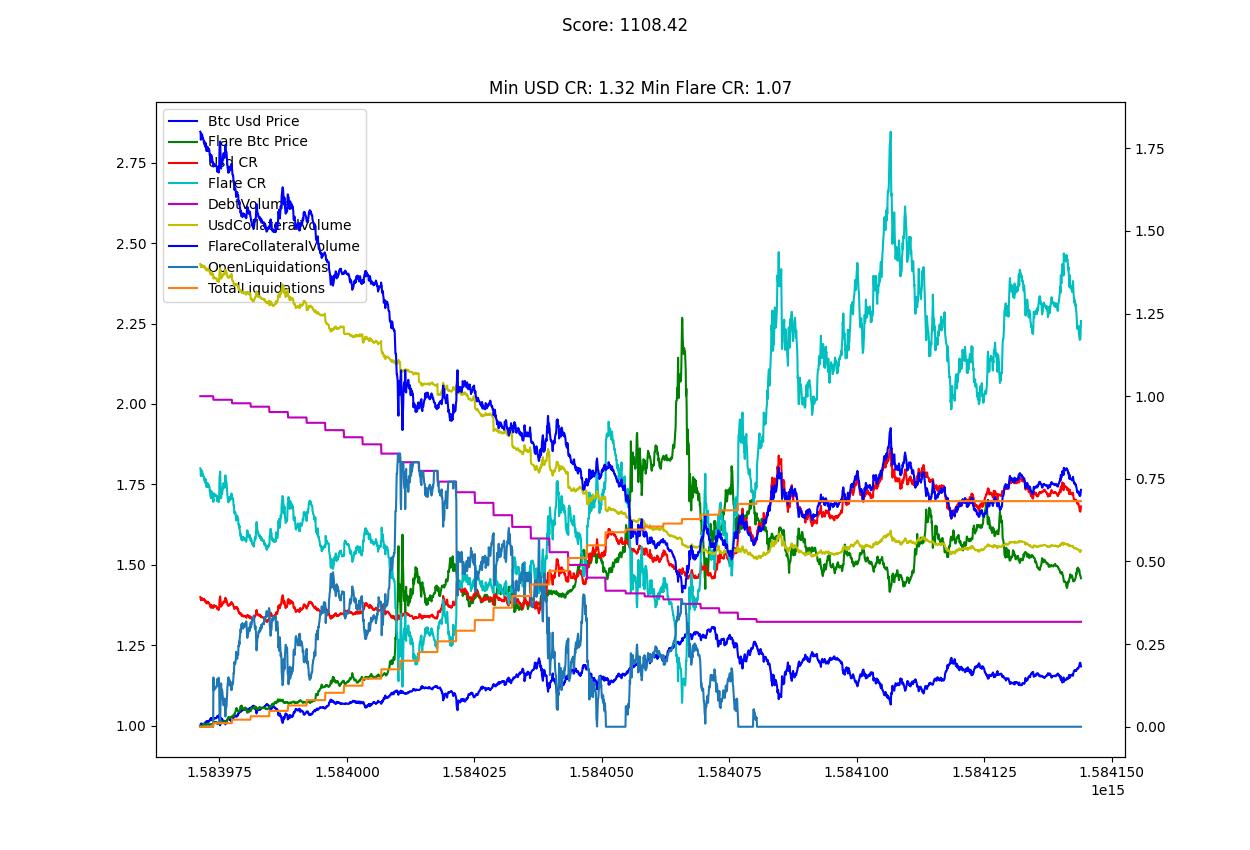 Score: 1108.42
Min USD CR: 1.32 Min Flare CR: 1.07
Btc Usd Price
Flare Btc Price
Usd CR
Flare CR
DebtVolume
UsdCollateralVolume
FlareCollateralVolume
OpenLiquidations
TotalLiquidations
2.75
2.50
2.25
2.00
1.75
1.50
1.25
1.00
1.75
1.50
1.25
1.00
0.75
0.50
0.25
0.00
1.583975
1.584000
1.584025
1.584050
1.584075
1.584100
1.584125
1.584150
1e15